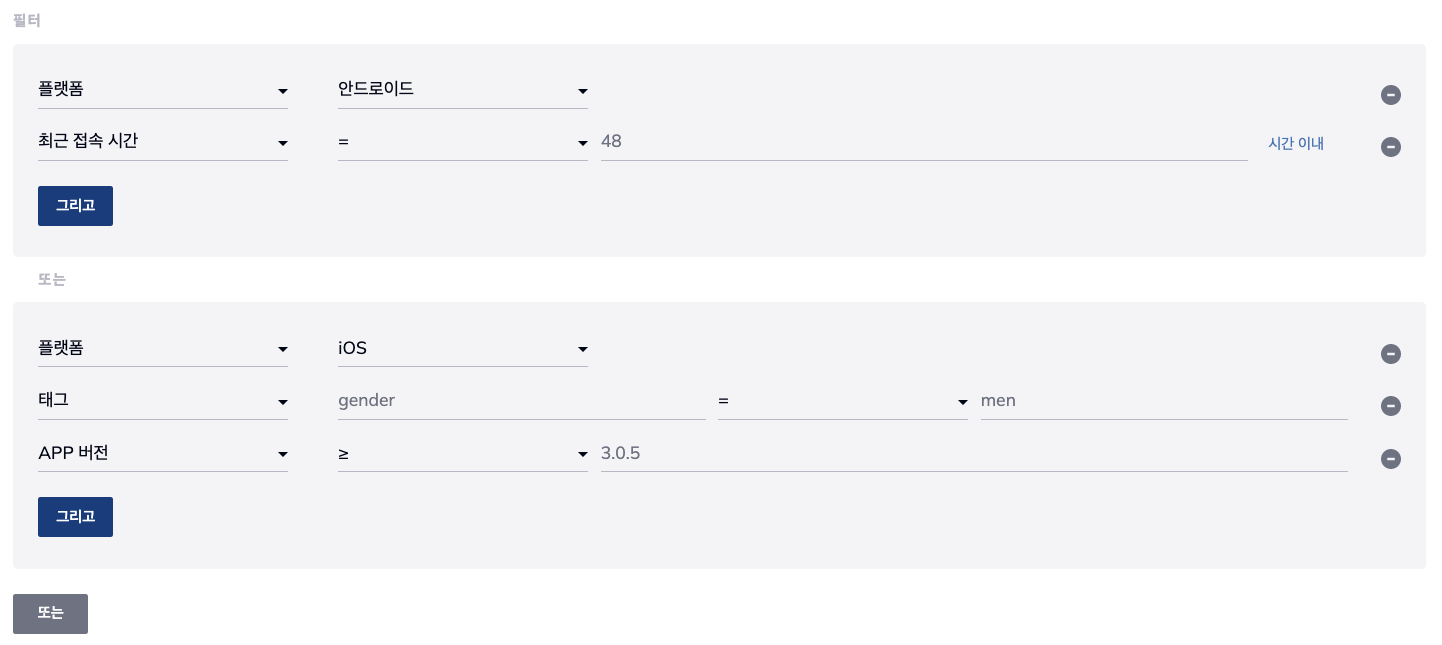 필터
플랫폼 안드로이드
최근 접속 시간 = 48 시간 이내
그리고
또는
플랫폼 iOS
태그 gender = men
APP 버전 ≥ 3.0.5
그리고
또는